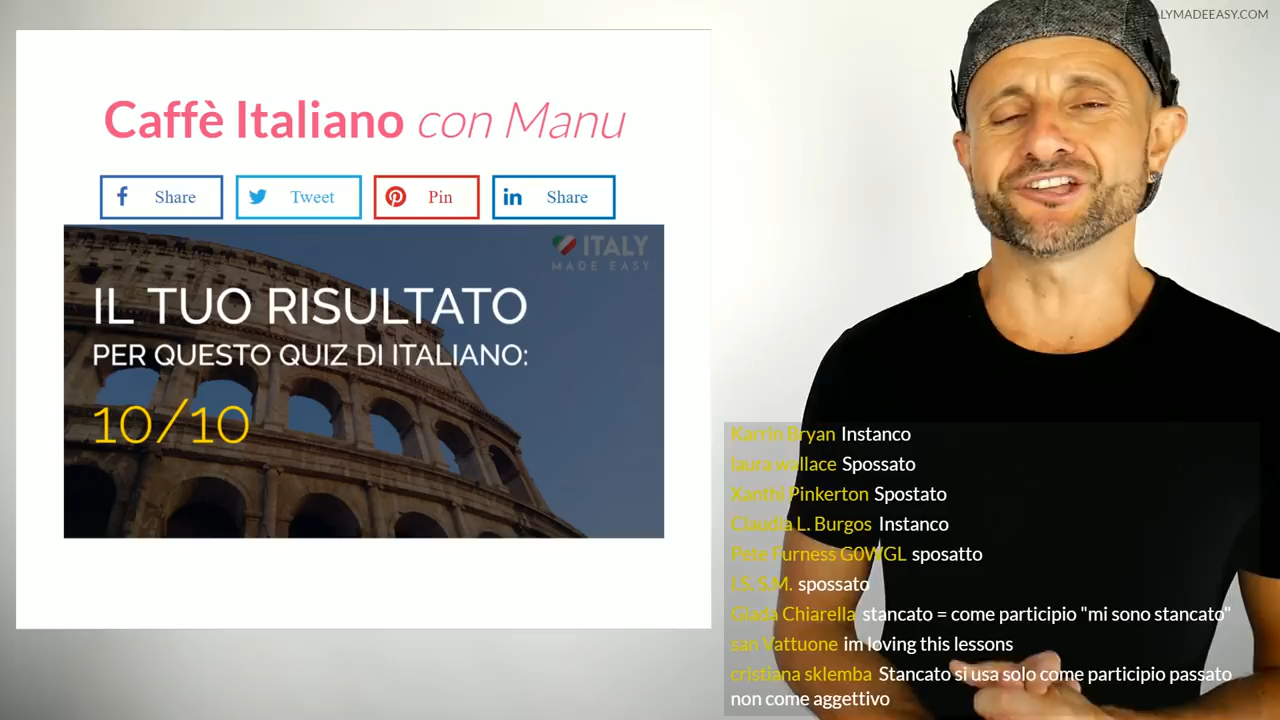 ALYMADEEASY.COM
Caffè Italiano con Manu
Share
Tweet
Pin
Share
ITALY
MADE EASY
IL TUO RISULTATO
PER QUESTO QUIZ DI ITALIANO:
10/10
Karrin Bryan Instanco
laura wallace Spossato
Xanthi Pinkerton Spostato
Claudia L. Burgos Instanco
Pete Furness G0WGL sposatto
I.S. S.M. spossato
Giada Chiarella stancato = come participio "mi sono stancato"
san Vattuone im loving this lessons
cristiana sklemba Stancato si usa solo come participio passato
non come aggettivo